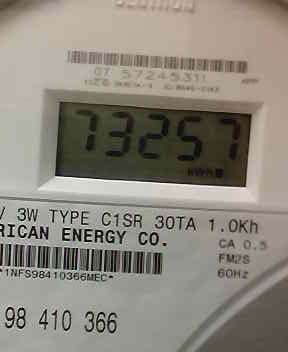 07 57245311
73257
kWhB
V 3W TYPE C1SR 30TA 1.0Kh
RICAN ENERGY CO.
CA 0.5
FM2S
*1NFS98410366MEC*
60Hz
98 410 366